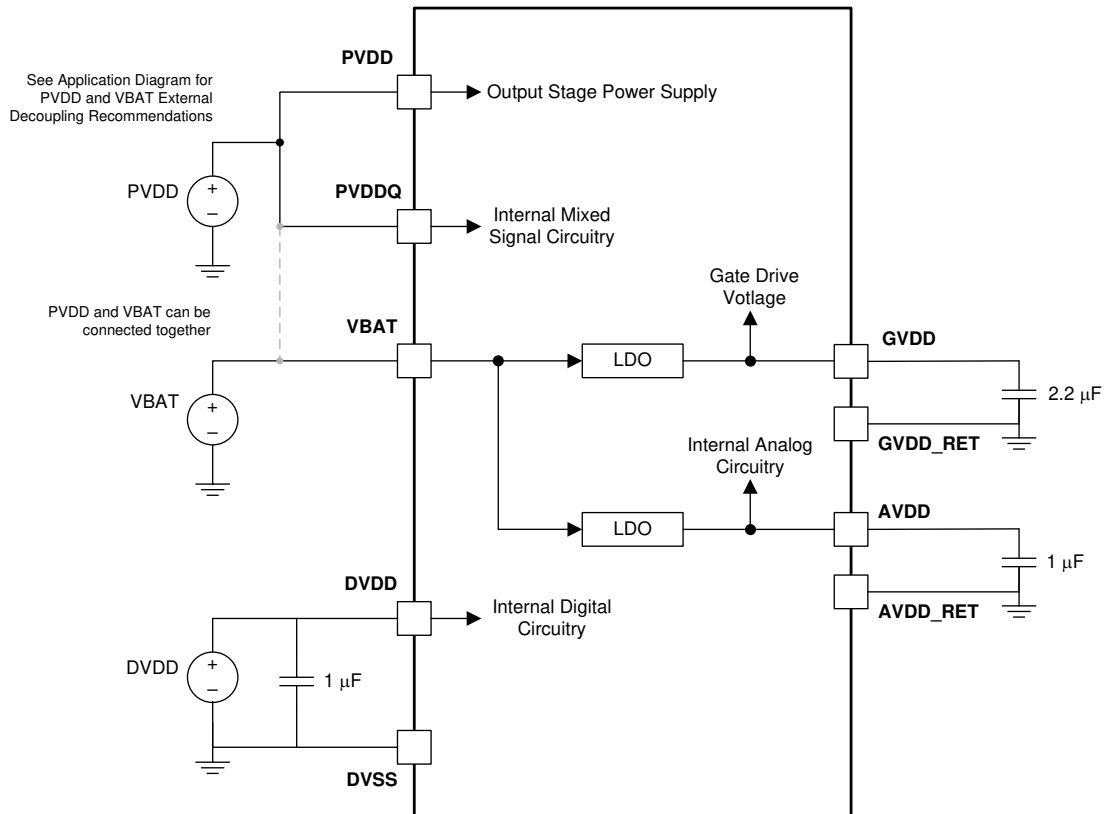 PVDD
See Application Diagram for
PVDD and VBAT External
Decoupling Recommendations
Output Stage Power Supply
PVDD
+
–
PVDDQ
Internal Mixed
Signal Circuitry
PVDD and VBAT can be
connected together
VBAT
Gate Drive
Votlage
LDO
GVDD
VBAT
+
–
2.2 μF
GVDD_RET
Internal Analog
Circuitry
LDO
AVDD
1 μF
AVDD_RET
DVDD
Internal Digital
Circuitry
DVDD
+
–
1 μF
DVSS